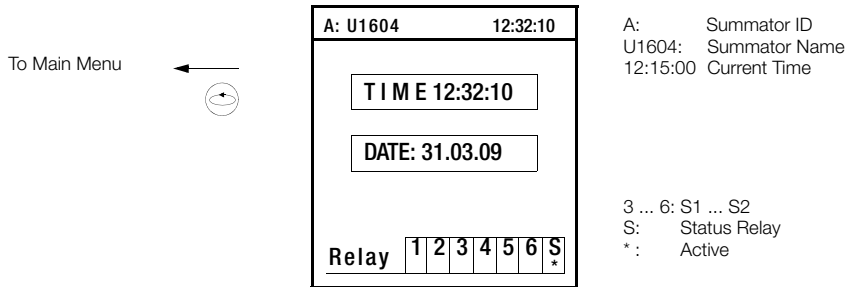 To Main Menu
A: U1604 12:32:10
T I M E 12:32:10
DATE: 31.03.09
Relay 1 2 3 4 5 6 S
*
A: Summator ID
U1604: Summator Name
12:15:00 Current Time
3 ... 6: S1 ... S2
S: Status Relay
* : Active